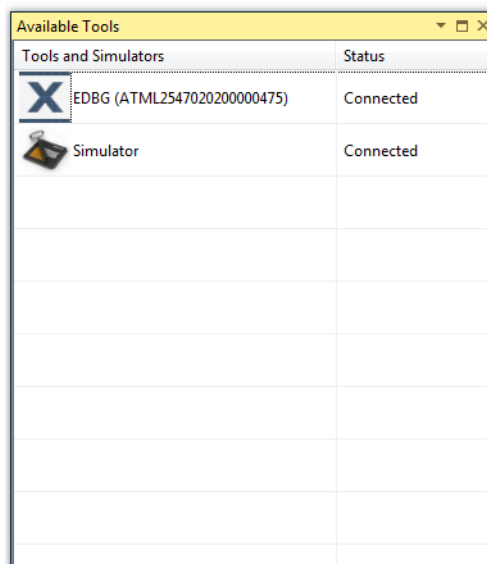 Available Tools
Tools and Simulators Status
EDBG (ATML2547020200000475) Connected
Simulator Connected